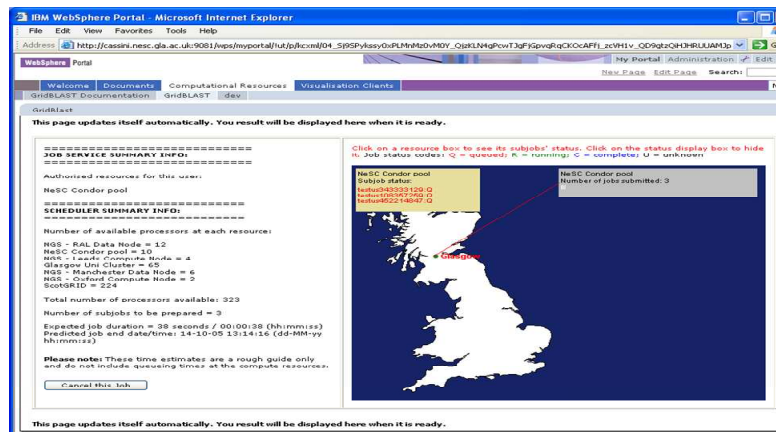 IBM WebSphere Portal - Microsoft Internet Explorer
File Edit View Favorites Tools Help
Address http://cassini.nesc.gla.ac.uk:9081/wps/myportal/!ut/p/kcxml/04_
WebSphere Portal
My Portal Administration Edit
New Page Edit Page Search:
Welcome Documents Computational Resources Visualisation Clients
GridBLAST Documentation GridBLAST dev
GridBlast
This page updates itself automatically. You result will be displayed here when it is ready.
==============================
JOB SERVICE SUMMARY INFO:
==============================
Authorised resources for this user:
NeSC Condor pool
==============================
SCHEDULER SUMMARY INFO:
==============================
Number of available processors at each resource:
NGS - RAL Data Node = 12
NeSC Condor pool = 10
NGS - Leeds Compute Node = 4
Glasgow Uni Cluster = 65
NGS - Manchester Data Node = 6
NGS - Oxford Compute Node = 2
ScotGRID = 224
Total number of processors available: 323
Number of subjobs to be prepared = 3
Expected job duration = 38 seconds / 00:00:38 (hh:mm:ss)
Predicted job end date/time: 14-10-05 13:14:16 (dd-MM-yy
hh:mm:ss)
Please note: These time estimates are a rough guide only
and do not include queueing times at the compute resources.
Cancel this Job
Click on a resource box to see its subjobs' status. Click on the status display box to hide
it. Job status codes: Q = queued; R = running; C = complete; U = unknown
NeSC Condor pool
Subjob status:
testus343333129:Q
testus108357259:Q
testus452214847:Q
NeSC Condor pool
Number of jobs submitted: 3
Glasgow
This page updates itself automatically. You result will be displayed here when it is ready.